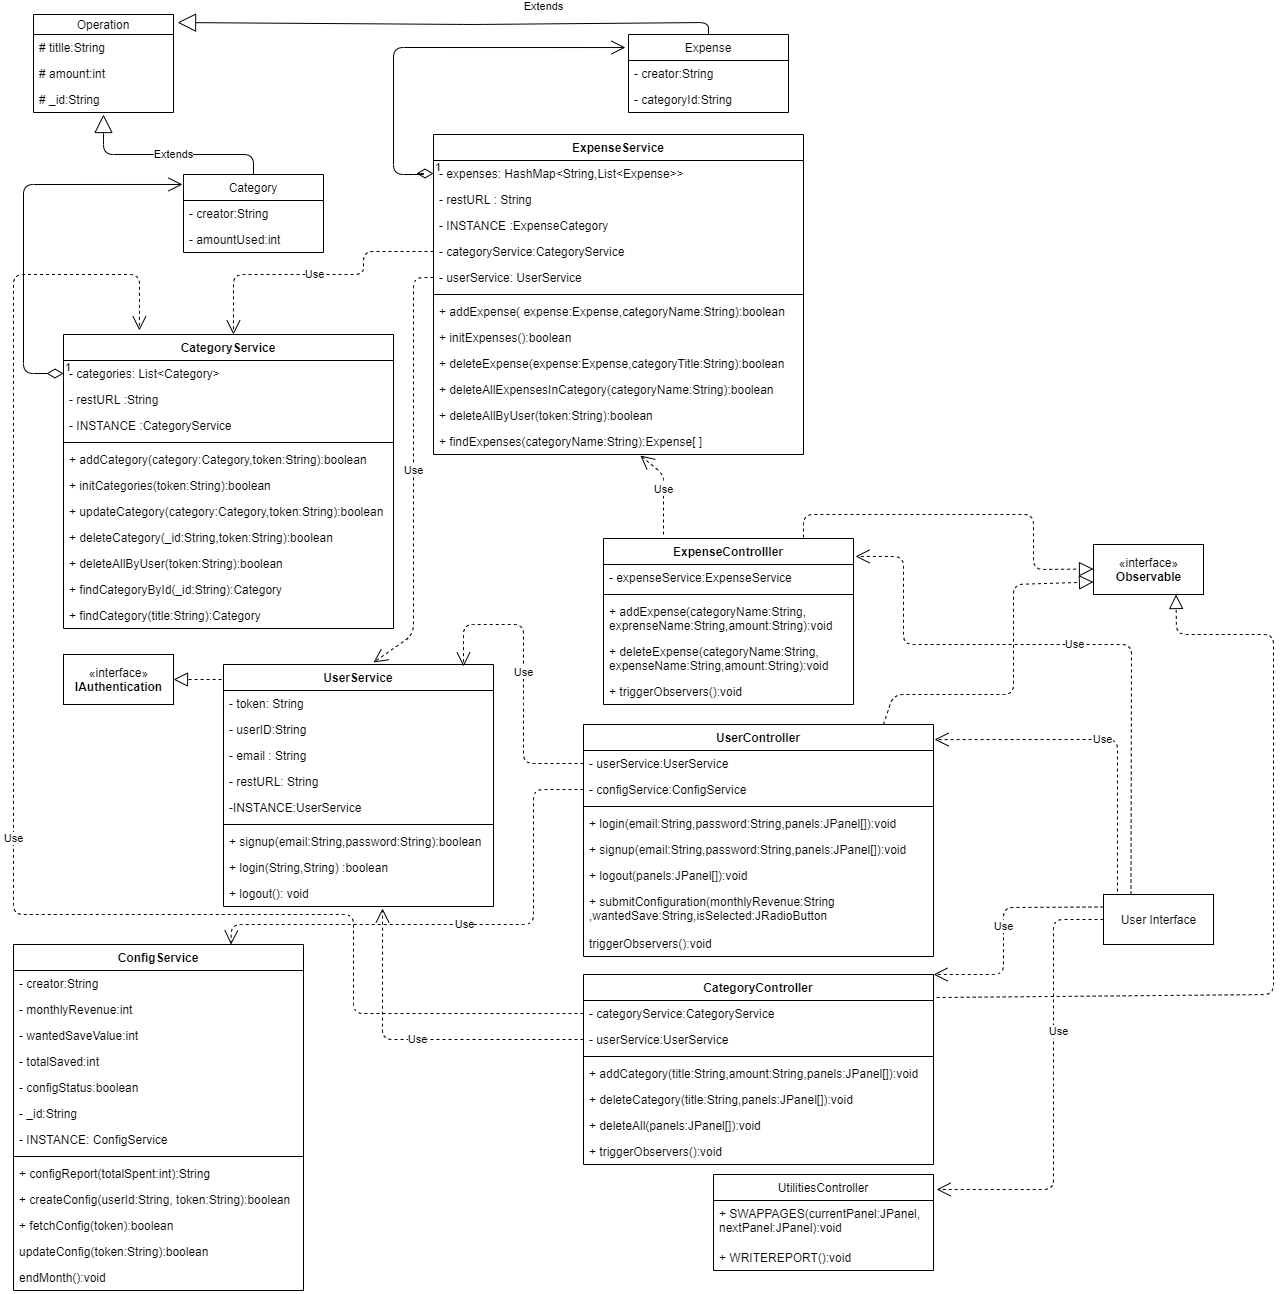 Extends
Operation
# titlle:String
# amount:int
# _id:String
Expense
- creator:String
- categoryId:String
Extends
Category
- creator:String
- amountUsed:int
ExpenseService
1
- expenses: HashMap<String,List<Expense>>
- restURL : String
- INSTANCE :ExpenseCategory
- categoryService:CategoryService
- userService: UserService
+ addExpense( expense:Expense,categoryName:String):boolean
+ initExpenses():boolean
+ deleteExpense(expense:Expense,categoryTitle:String):boolean
+ deleteAllExpensesInCategory(categoryName:String):boolean
+ deleteAllByUser(token:String):boolean
+ findExpenses(categoryName:String):Expense[ ]
Use
CategoryService
1
- categories: List<Category>
- restURL :String
- INSTANCE :CategoryService
+ addCategory(category:Category,token:String):boolean
+ initCategories(token:String):boolean
+ updateCategory(category:Category,token:String):boolean
+ deleteCategory(_id:String,token:String):boolean
+ deleteAllByUser(token:String):boolean
+ findCategoryById(_id:String):Category
+ findCategory(title:String):Category
Use
Use
ExpenseControlller
- expenseService:ExpenseService
+ addExpense(categoryName:String,
exprenseName:String,amount:String):void
+ deleteExpense(categoryName:String,
expenseName:String,amount:String):void
+ triggerObservers():void
«interface»
Observable
Use
«interface»
IAuthentication
UserService
- token: String
- userID:String
- email : String
- restURL: String
-INSTANCE:UserService
+ signup(email:String,password:String):boolean
+ login(String,String) :boolean
+ logout(): void
Use
UserController
- userService:UserService
- configService:ConfigService
+ login(email:String,password:String,panels:JPanel[]):void
+ signup(email:String,password:String,panels:JPanel[]):void
+ logout(panels:JPanel[]):void
+ submitConfiguration(monthlyRevenue:String
,wantedSave:String,isSelected:JRadioButton
triggerObservers():void
Use
User Interface
Use
Use
Use
ConfigService
- creator:String
- monthlyRevenue:int
- wantedSaveValue:int
- totalSaved:int
- configStatus:boolean
- _id:String
- INSTANCE: ConfigService
+ configReport(totalSpent:int):String
+ createConfig(userId:String, token:String):boolean
+ fetchConfig(token):boolean
updateConfig(token:String):boolean
endMonth():void
CategoryController
- categoryService:CategoryService
- userService:UserService
+ addCategory(title:String,amount:String,panels:JPanel[]):void
+ deleteCategory(title:String,panels:JPanel[]):void
+ deleteAll(panels:JPanel[]):void
+ triggerObservers():void
Use
Use
UtilitiesController
+ SWAPPAGES(currentPanel:JPanel,
nextPanel:JPanel):void
+ WRITEREPORT():void